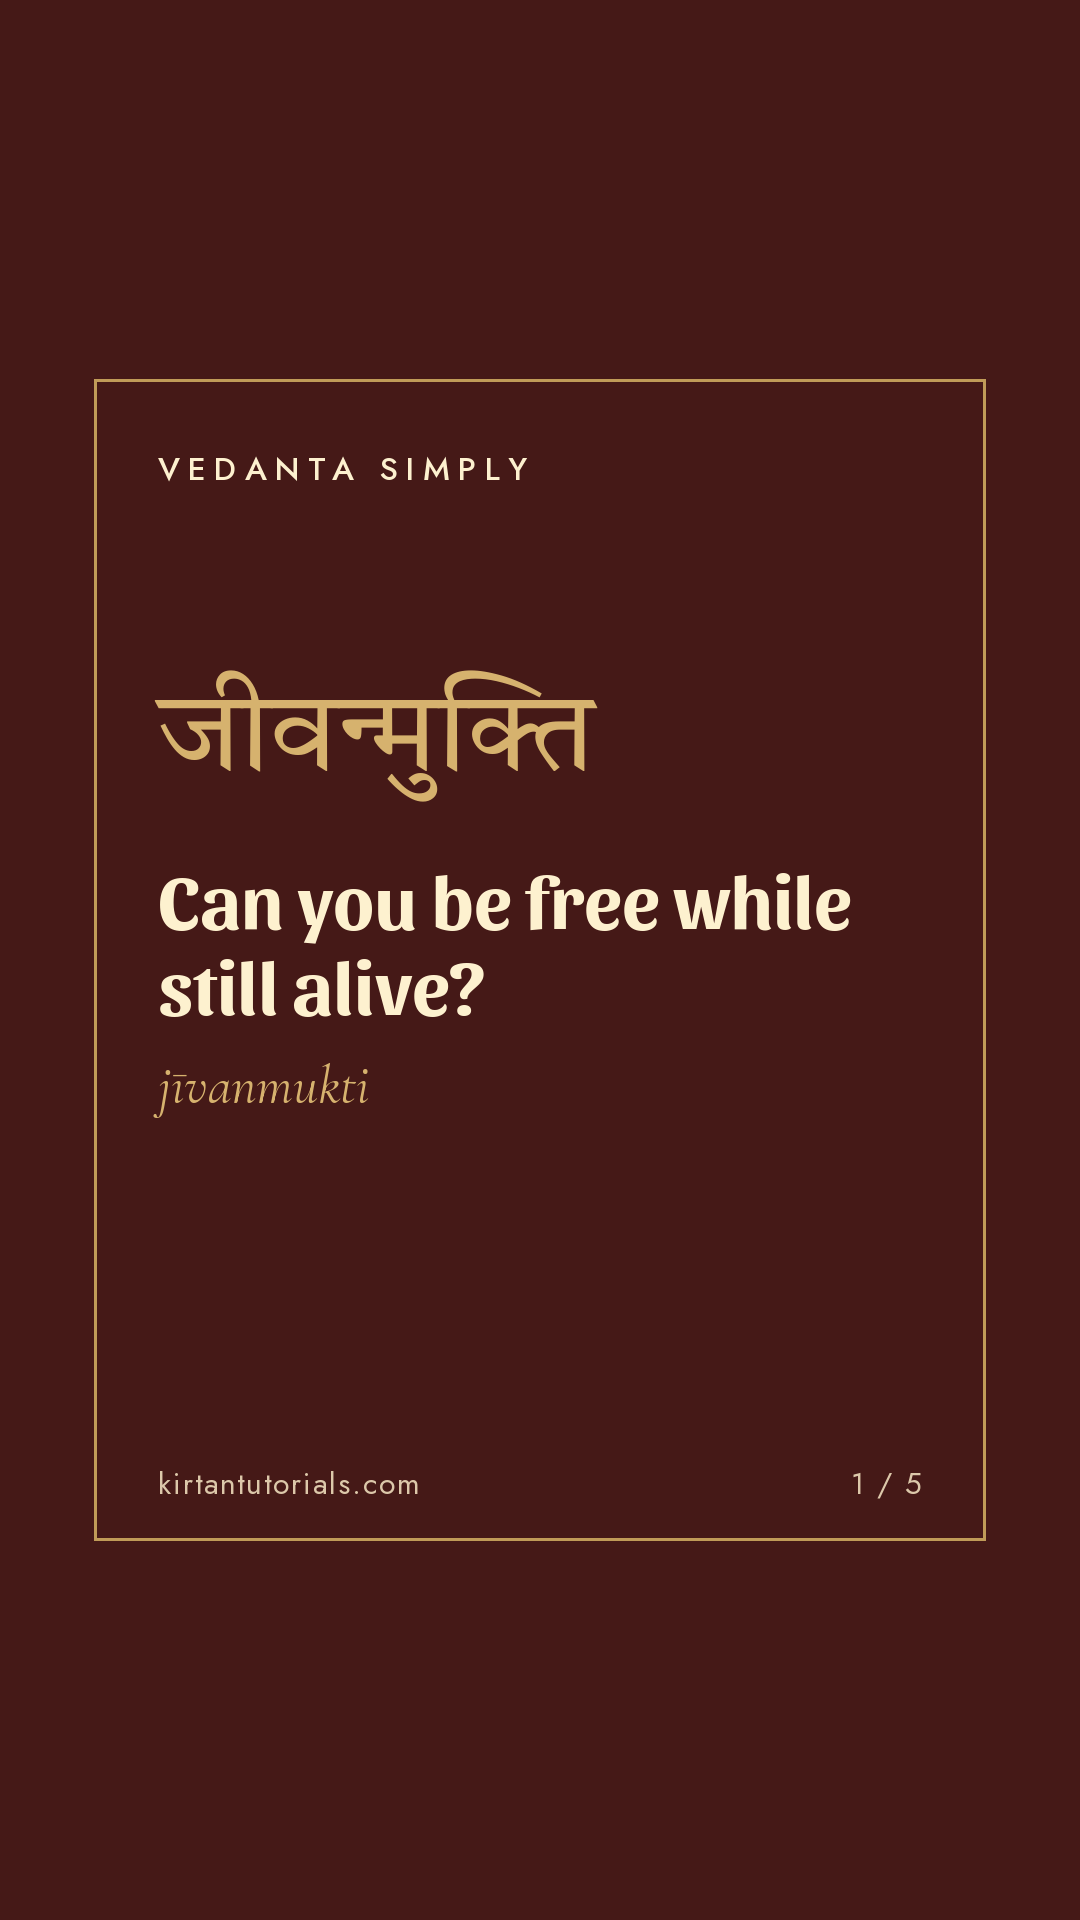 VEDANTA SIMPLY
जीवन्मुक्ति
Can you be free while
still alive?
jīvanmukti
kirtantutorials.com
1 / 5